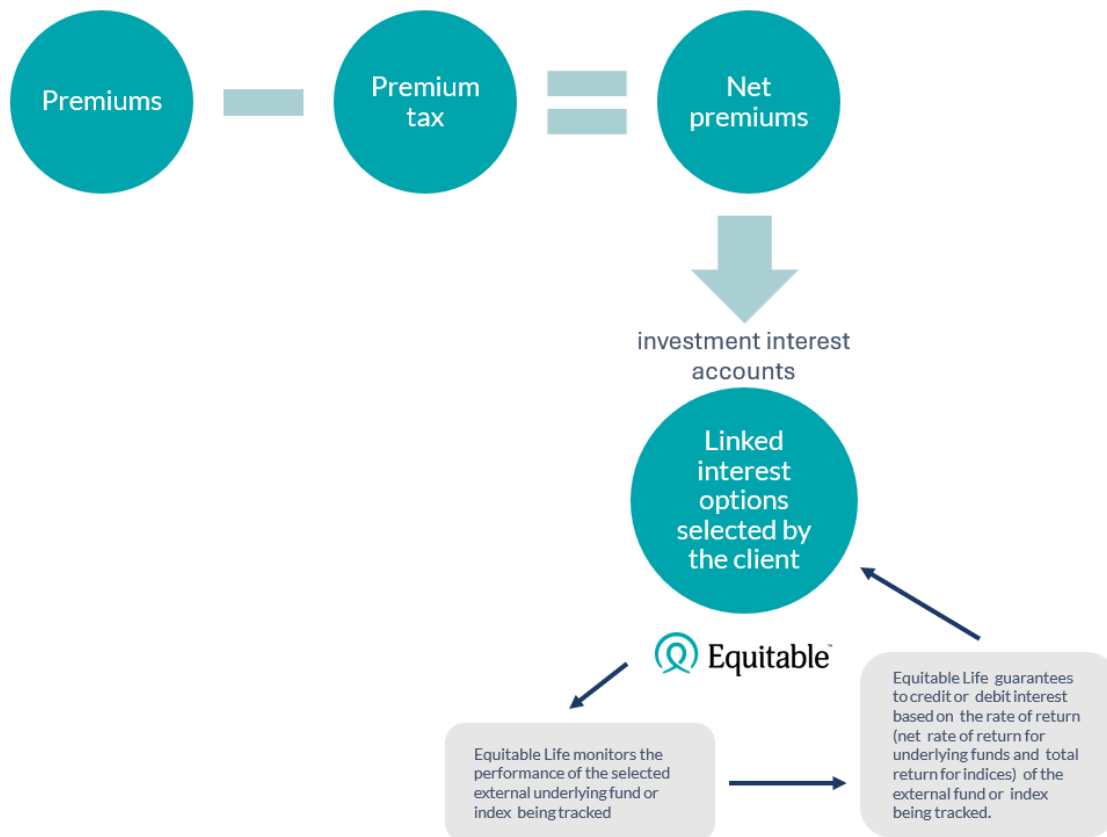 Premiums
Premium
tax
Net
premiums
investment interest
accounts
Linked
interest
options
selected by
the client
Equitable™
Equitable Life monitors the
performance of the selected
external underlying fund or
index being tracked
Equitable Life guarantees
to credit or debit interest
based on the rate of return
(net rate of return for
underlying funds and total
return for indices) of the
external fund or index
being tracked.